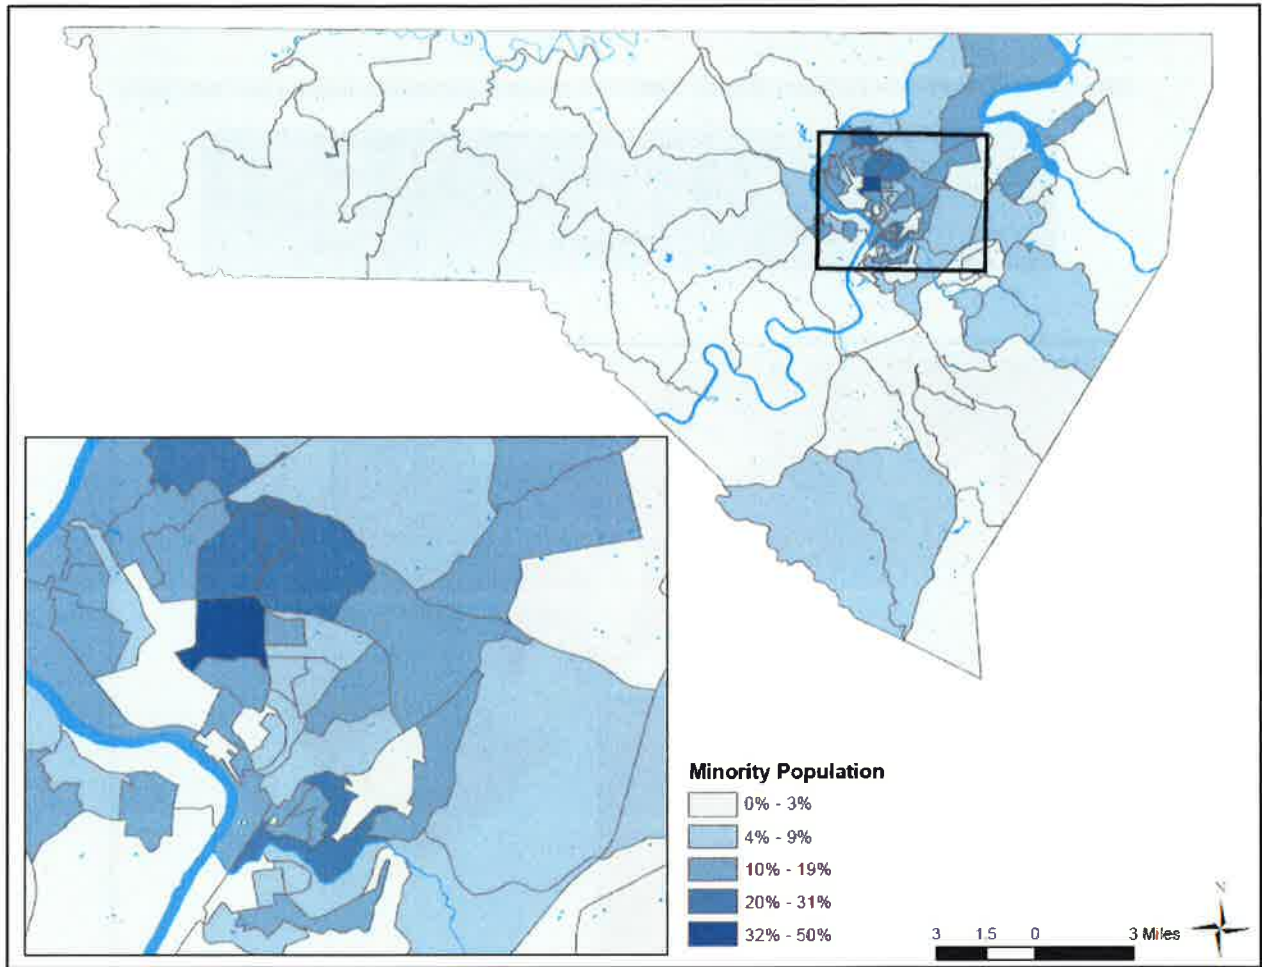 Minority Population
0% - 3%
4% - 9%
10% - 19%
20% - 31%
32% - 50%
3 1.5 0 3 Miles
N